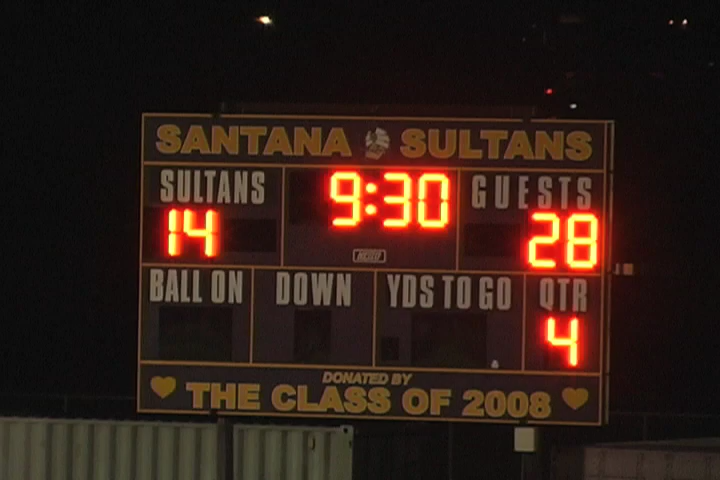 SANTANA SULTANS
SULTANS 9:30 GUESTS
14 28
BALL ON DOWN YDS TO GO QTR
4
DONATED BY
THE CLASS OF 2008